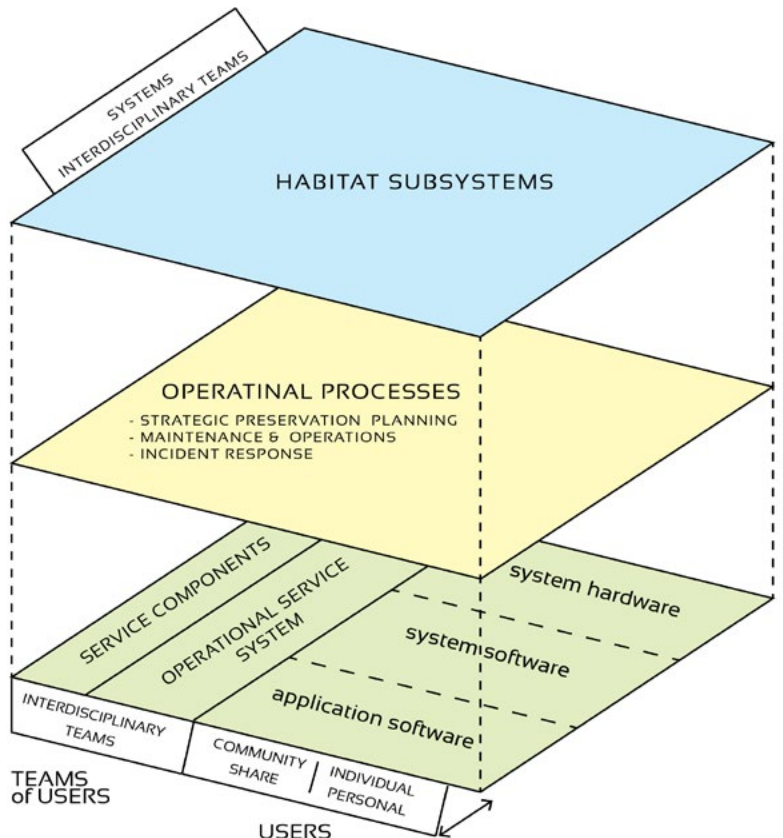 SYSTEMS
INTERDISCIPLINARY TEAMS
HABITAT SUBSYSTEMS
OPERATINAL PROCESSES
- STRATEGIC PRESERVATION PLANNING
- MAINTENANCE & OPERATIONS
- INCIDENT RESPONSE
SERVICE COMPONENTS
OPERATIONAL SERVICE
SYSTEM
system hardware
system software
application software
INTERDISCIPLINARY
TEAMS
COMMUNITY
SHARE
INDIVIDUAL
PERSONAL
TEAMS
of USERS
USERS